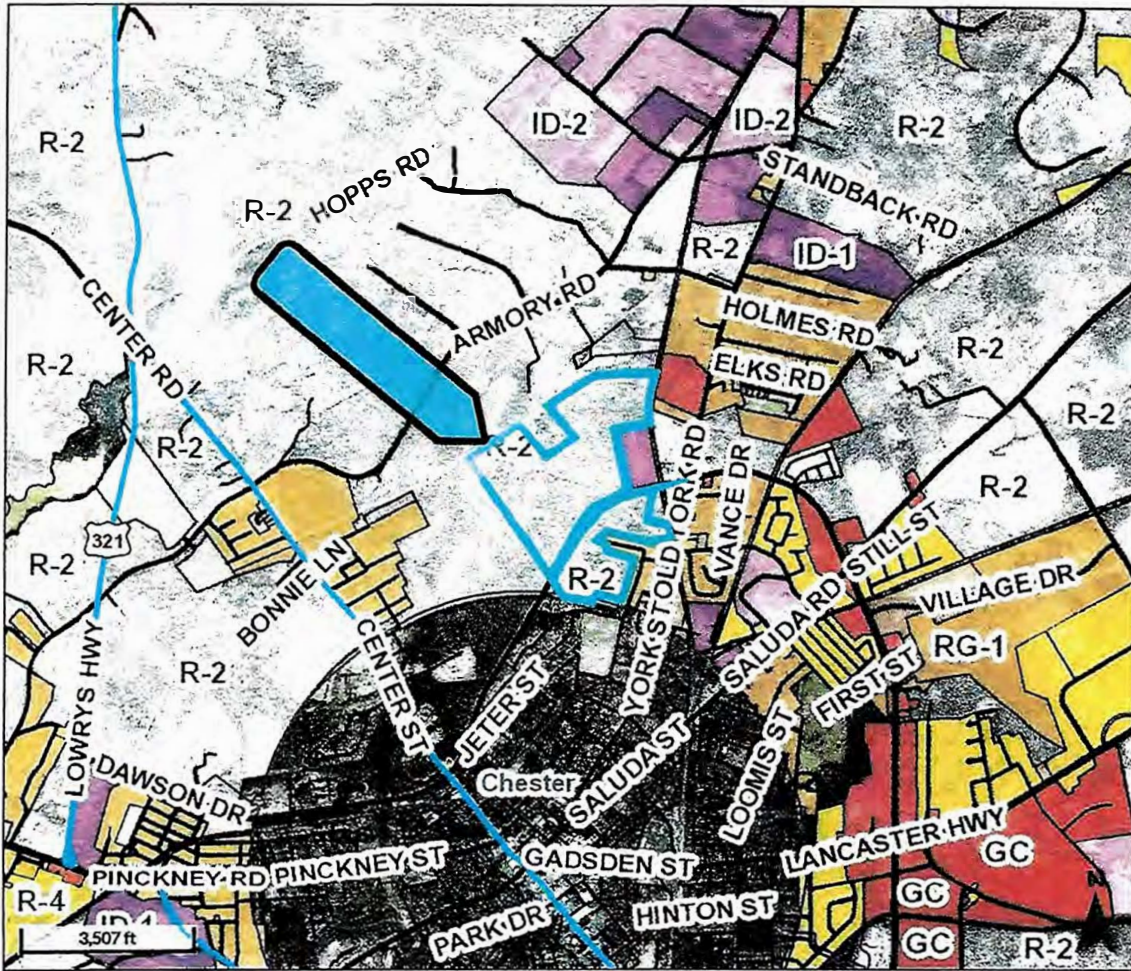 R-2
ID-2
ID-2
R-2
STANDBACK RD
HOPPS RD
R-2
R-2
ID-1
CENTER RD
ARMORY RD
HOLMES RD
R-2
R-2
ELKS RD
R-2
R-2
R-2
R-2
321
YORK ST
OLD YORK RD
VANCE DR
STILL ST
R-2
R-2
BONNIE LN
VILLAGE DR
SALUDA RD
RG-1
R-2
CENTER ST
FIRST ST
LOWRYS HWY
JETER ST
DAWSON DR
Chester
SALUDA ST
LOOMIS ST
LANCASTER HWY
GC
PINCKNEY RD
PINCKNEY ST
GADSDEN ST
R-4
GC
ID-1
PARK DR
HINTON ST
N
3,507 ft
GC
R-2